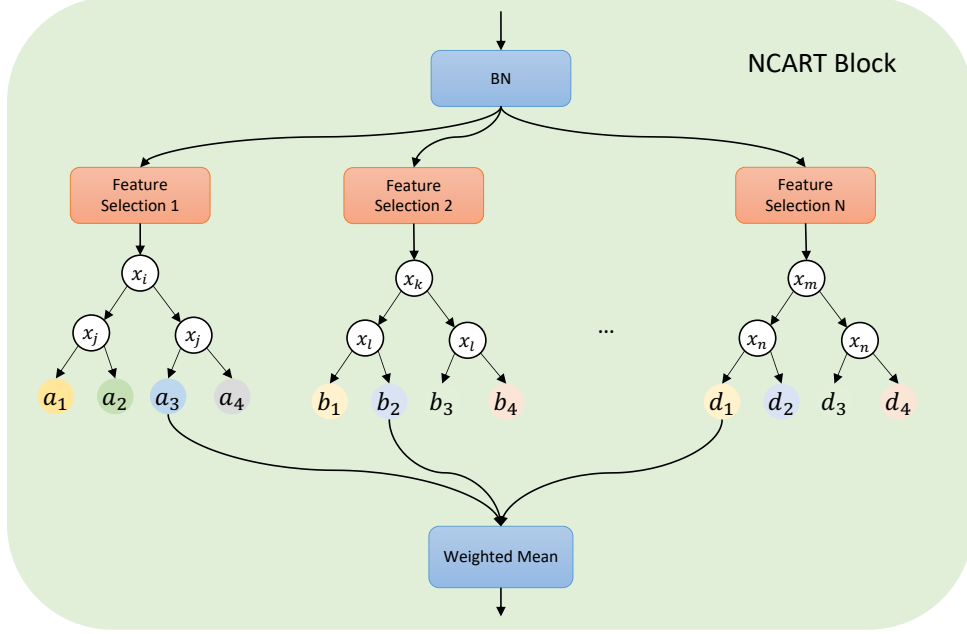 BN
NCART Block
Feature
Selection 1
Feature
Selection 2
Feature
Selection N
x_i
x_k
x_m
x_j
x_j
x_l
x_l
...
x_n
x_n
a_1
a_2
a_3
a_4
b_1
b_2
b_3
b_4
d_1
d_2
d_3
d_4
Weighted Mean